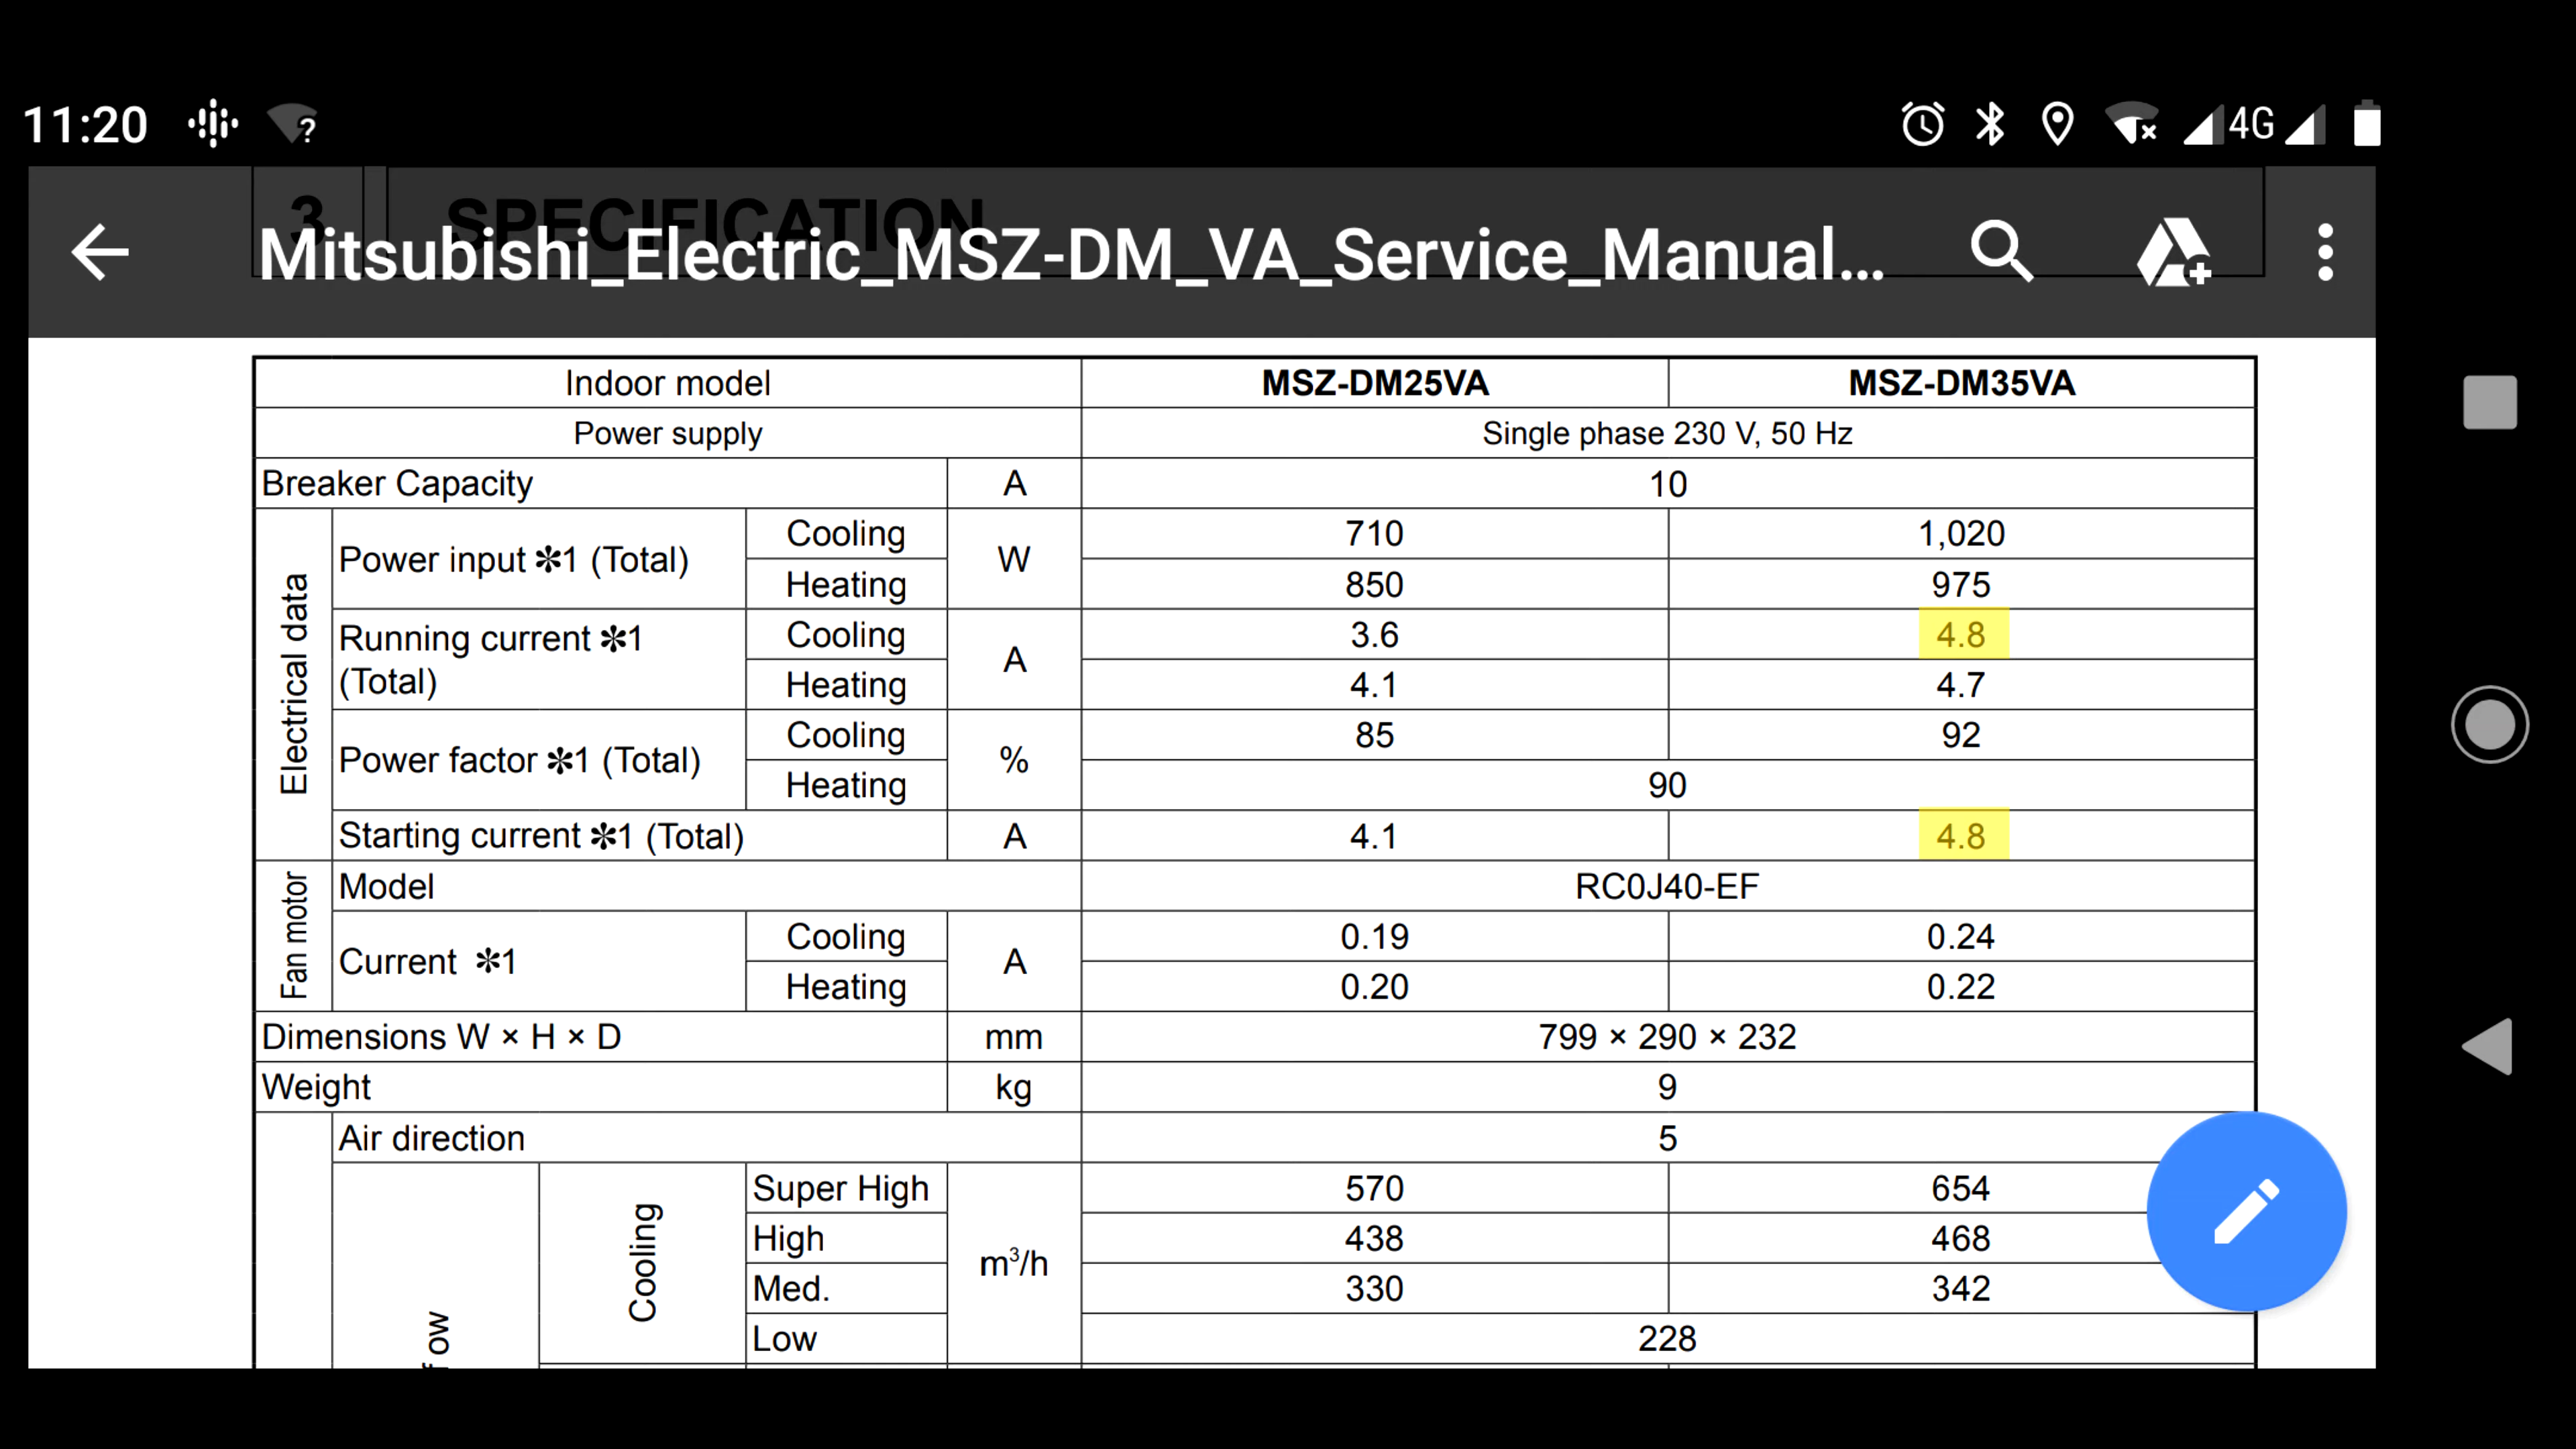 11:20
4G
3 SPECIFICATION
Mitsubishi_Electric_MSZ-DM_VA_Service_Manual...
Indoor model MSZ-DM25VA MSZ-DM35VA
Power supply Single phase 230 V, 50 Hz
Breaker Capacity A 10
Electrical data
Power input ✻1 (Total) Cooling W 710 1,020
Heating 850 975
Running current ✻1 (Total) Cooling A 3.6 4.8
Heating 4.1 4.7
Power factor ✻1 (Total) Cooling % 85 92
Heating 90
Starting current ✻1 (Total) A 4.1 4.8
Fan motor
Model RC0J40-EF
Current ✻1 Cooling A 0.19 0.24
Heating 0.20 0.22
Dimensions W × H × D mm 799 × 290 × 232
Weight kg 9
Air direction 5
Cooling
Super High m³/h 570 654
High 438 468
Med. 330 342
Low 228